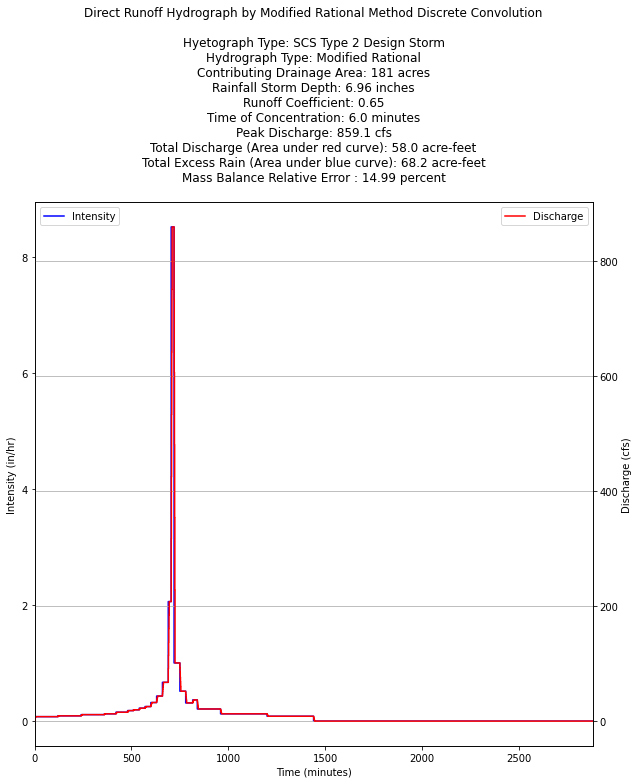 Direct Runoff Hydrograph by Modified Rational Method Discrete Convolution
Hyetograph Type: SCS Type 2 Design Storm
Hydrograph Type: Modified Rational
Contributing Drainage Area: 181 acres
Rainfall Storm Depth: 6.96 inches
Runoff Coefficient: 0.65
Time of Concentration: 6.0 minutes
Peak Discharge: 859.1 cfs
Total Discharge (Area under red curve): 58.0 acre-feet
Total Excess Rain (Area under blue curve): 68.2 acre-feet
Mass Balance Relative Error : 14.99 percent
Intensity
Discharge
8
6
4
2
0
Intensity (in/hr)
800
600
400
200
0
Discharge (cfs)
0 500 1000 1500 2000 2500
Time (minutes)